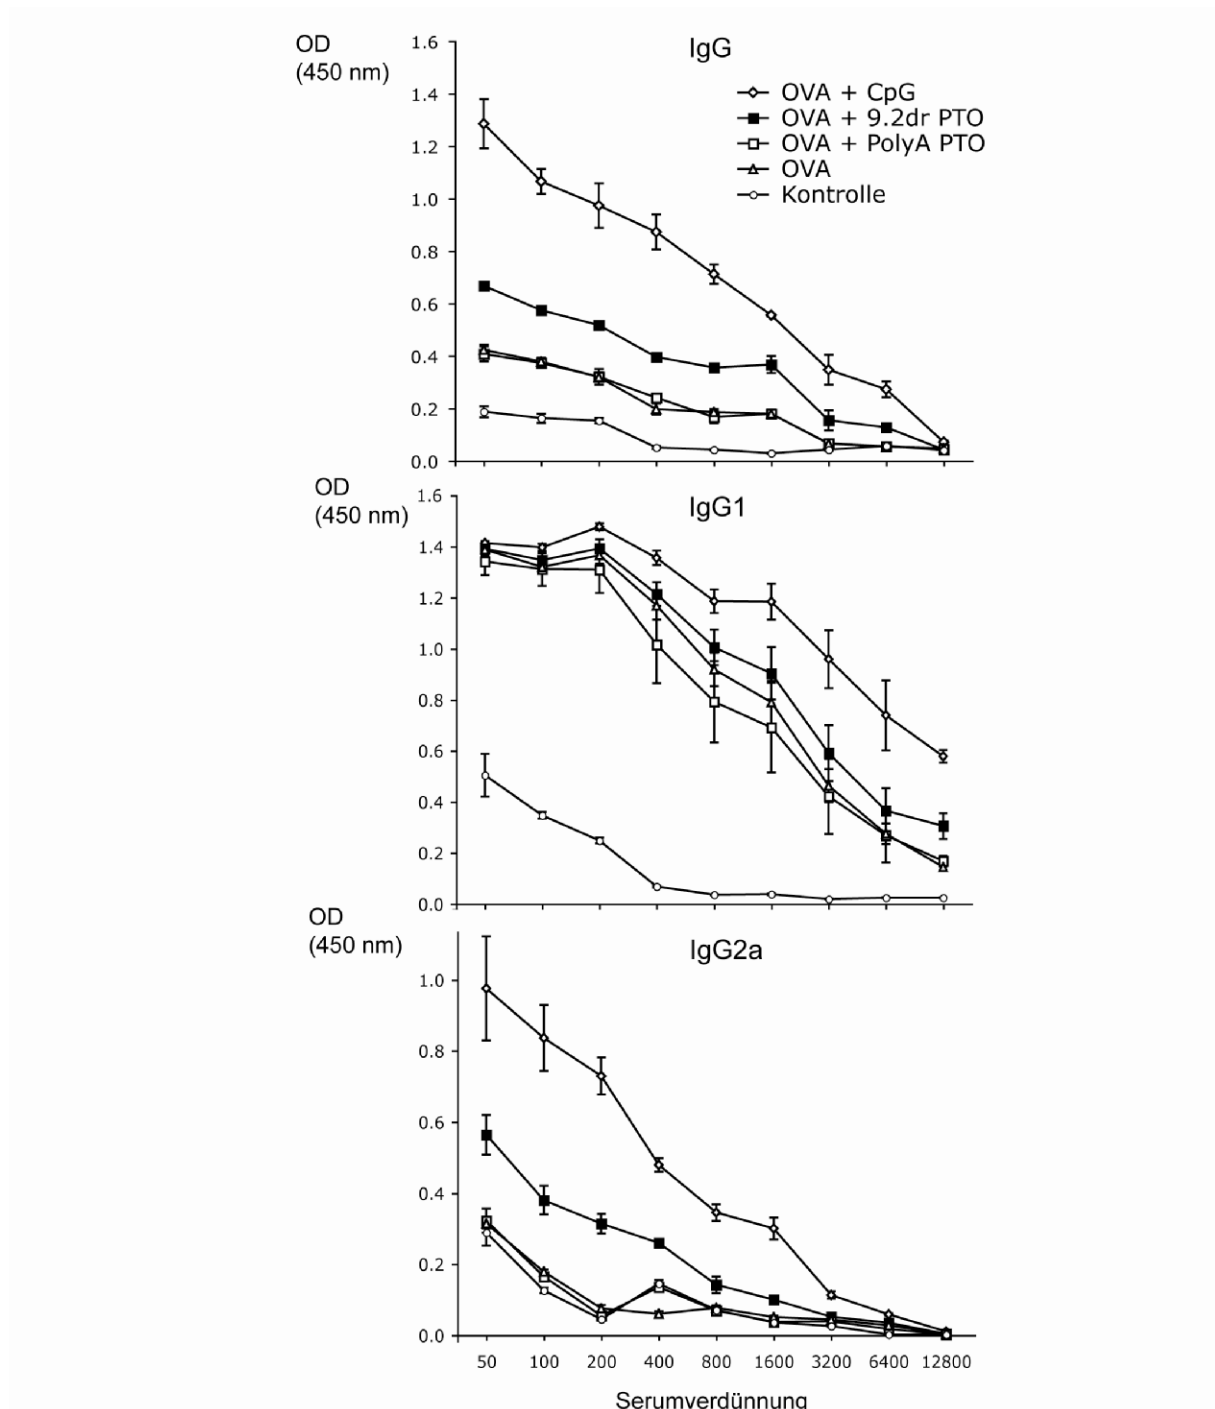 OD
(450 nm)
IgG
1.6
1.4
1.2
1.0
0.8
0.6
0.4
0.2
0.0
OVA + CpG
OVA + 9.2dr PTO
OVA + PolyA PTO
OVA
Kontrolle
OD
(450 nm)
IgG1
1.6
1.4
1.2
1.0
0.8
0.6
0.4
0.2
0.0
OD
(450 nm)
IgG2a
1.0
0.8
0.6
0.4
0.2
0.0
50 100 200 400 800 1600 3200 6400 12800
Serumverdünnung